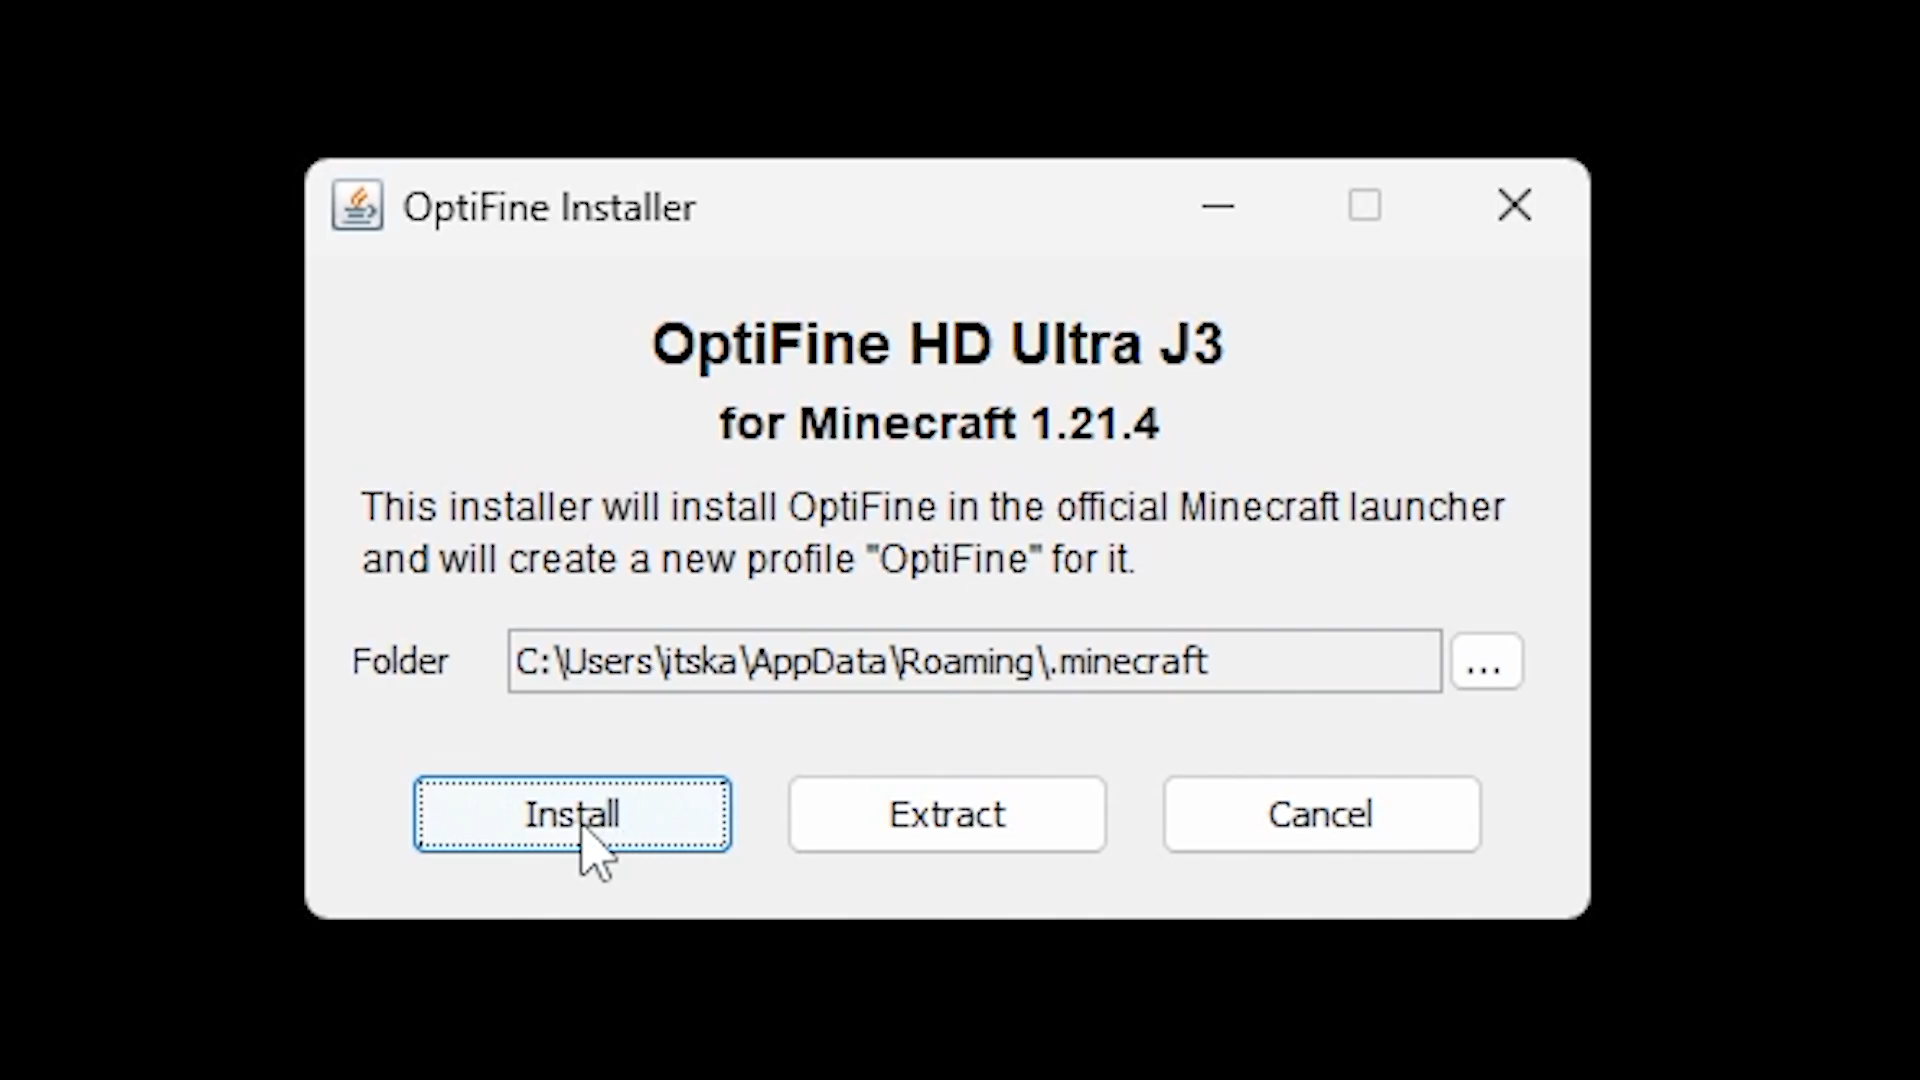 OptiFine Installer
OptiFine HD Ultra J3
for Minecraft 1.21.4
This installer will install OptiFine in the official Minecraft launcher
and will create a new profile "OptiFine" for it.
Folder C:\Users\itska\AppData\Roaming\.minecraft ...
Install Extract Cancel